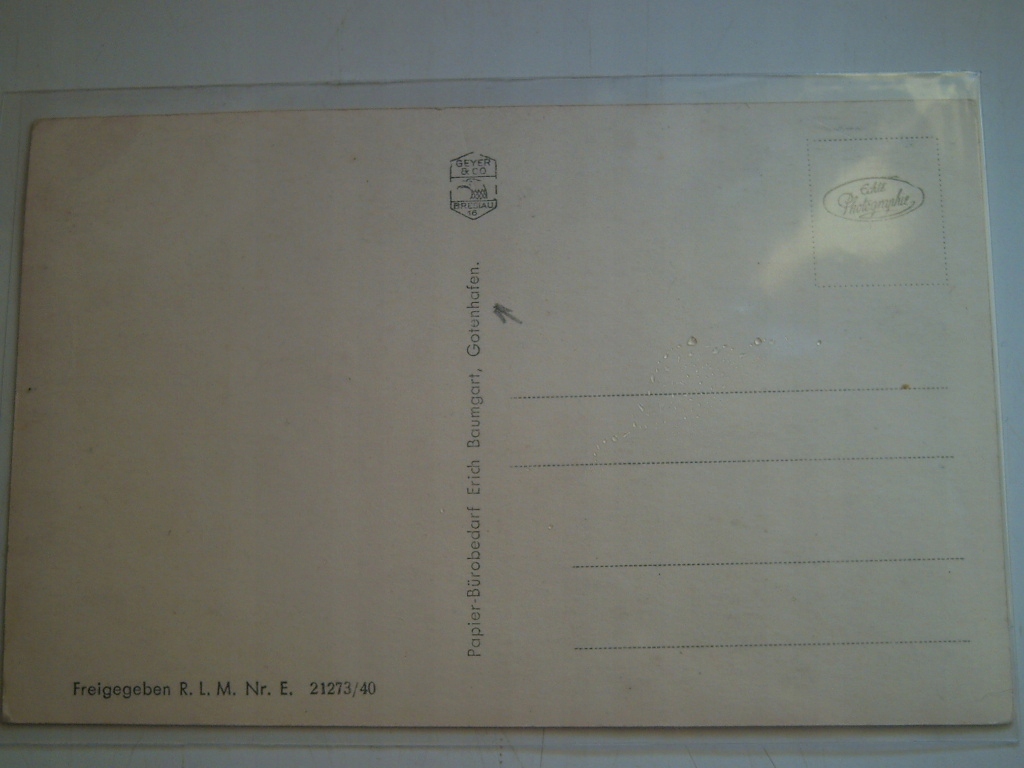 GEYER
& CO
BRESLAU
16
Echte
Photographie
Papier-Bürobedarf Erich Baumgart, Gotenhafen.
Freigegeben R. L. M. Nr. E. 21273/40